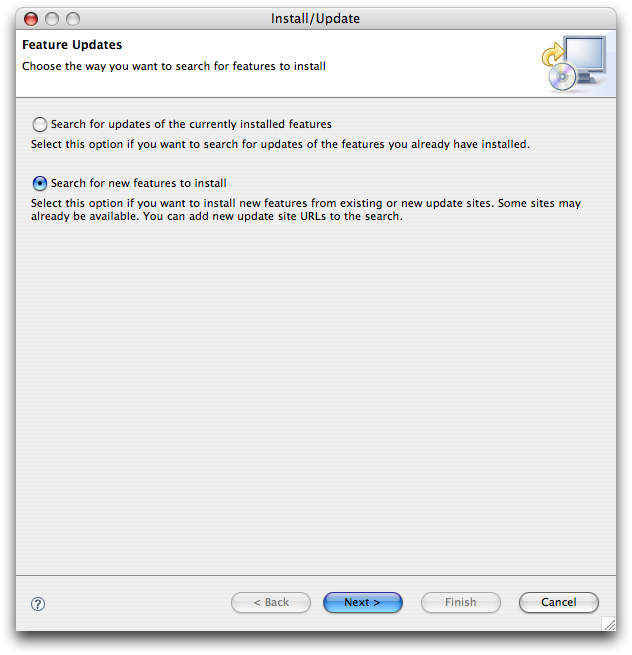 Install/Update
Feature Updates
Choose the way you want to search for features to install
Search for updates of the currently installed features
Select this option if you want to search for updates of the features you already have installed.
Search for new features to install
Select this option if you want to install new features from existing or new update sites. Some sites may
already be available. You can add new update site URLs to the search.
?
< Back
Next >
Finish
Cancel